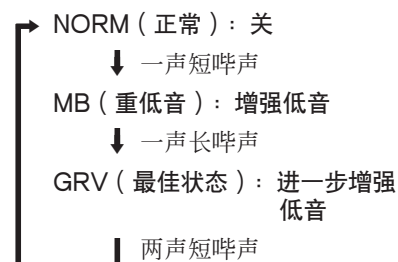 NORM（正常）：关
一声短哔声
MB（重低音）：增强低音
一声长哔声
GRV（最佳状态）：进一步增强
低音
两声短哔声